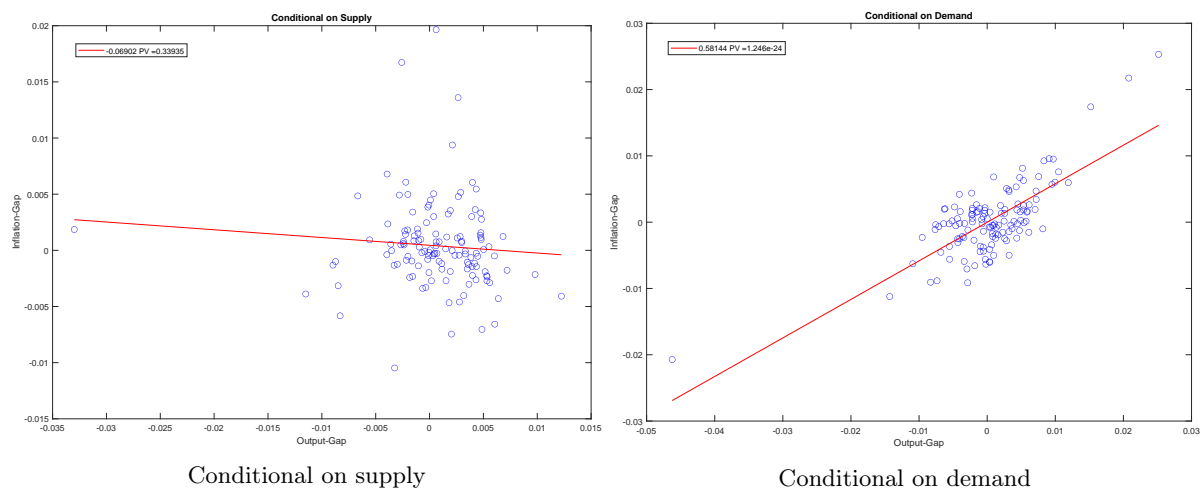 Conditional on Supply
-0.06902 PV =0.33935
0.02
0.015
0.01
0.005
0
-0.005
-0.01
-0.015
Inflation-Gap
-0.035 -0.03 -0.025 -0.02 -0.015 -0.01 -0.005 0 0.005 0.01 0.015
Output-Gap
Conditional on supply
Conditional on Demand
0.58144 PV =1.246e-24
0.03
0.02
0.01
0
-0.01
-0.02
-0.03
Inflation-Gap
-0.05 -0.04 -0.03 -0.02 -0.01 0 0.01 0.02 0.03
Output-Gap
Conditional on demand